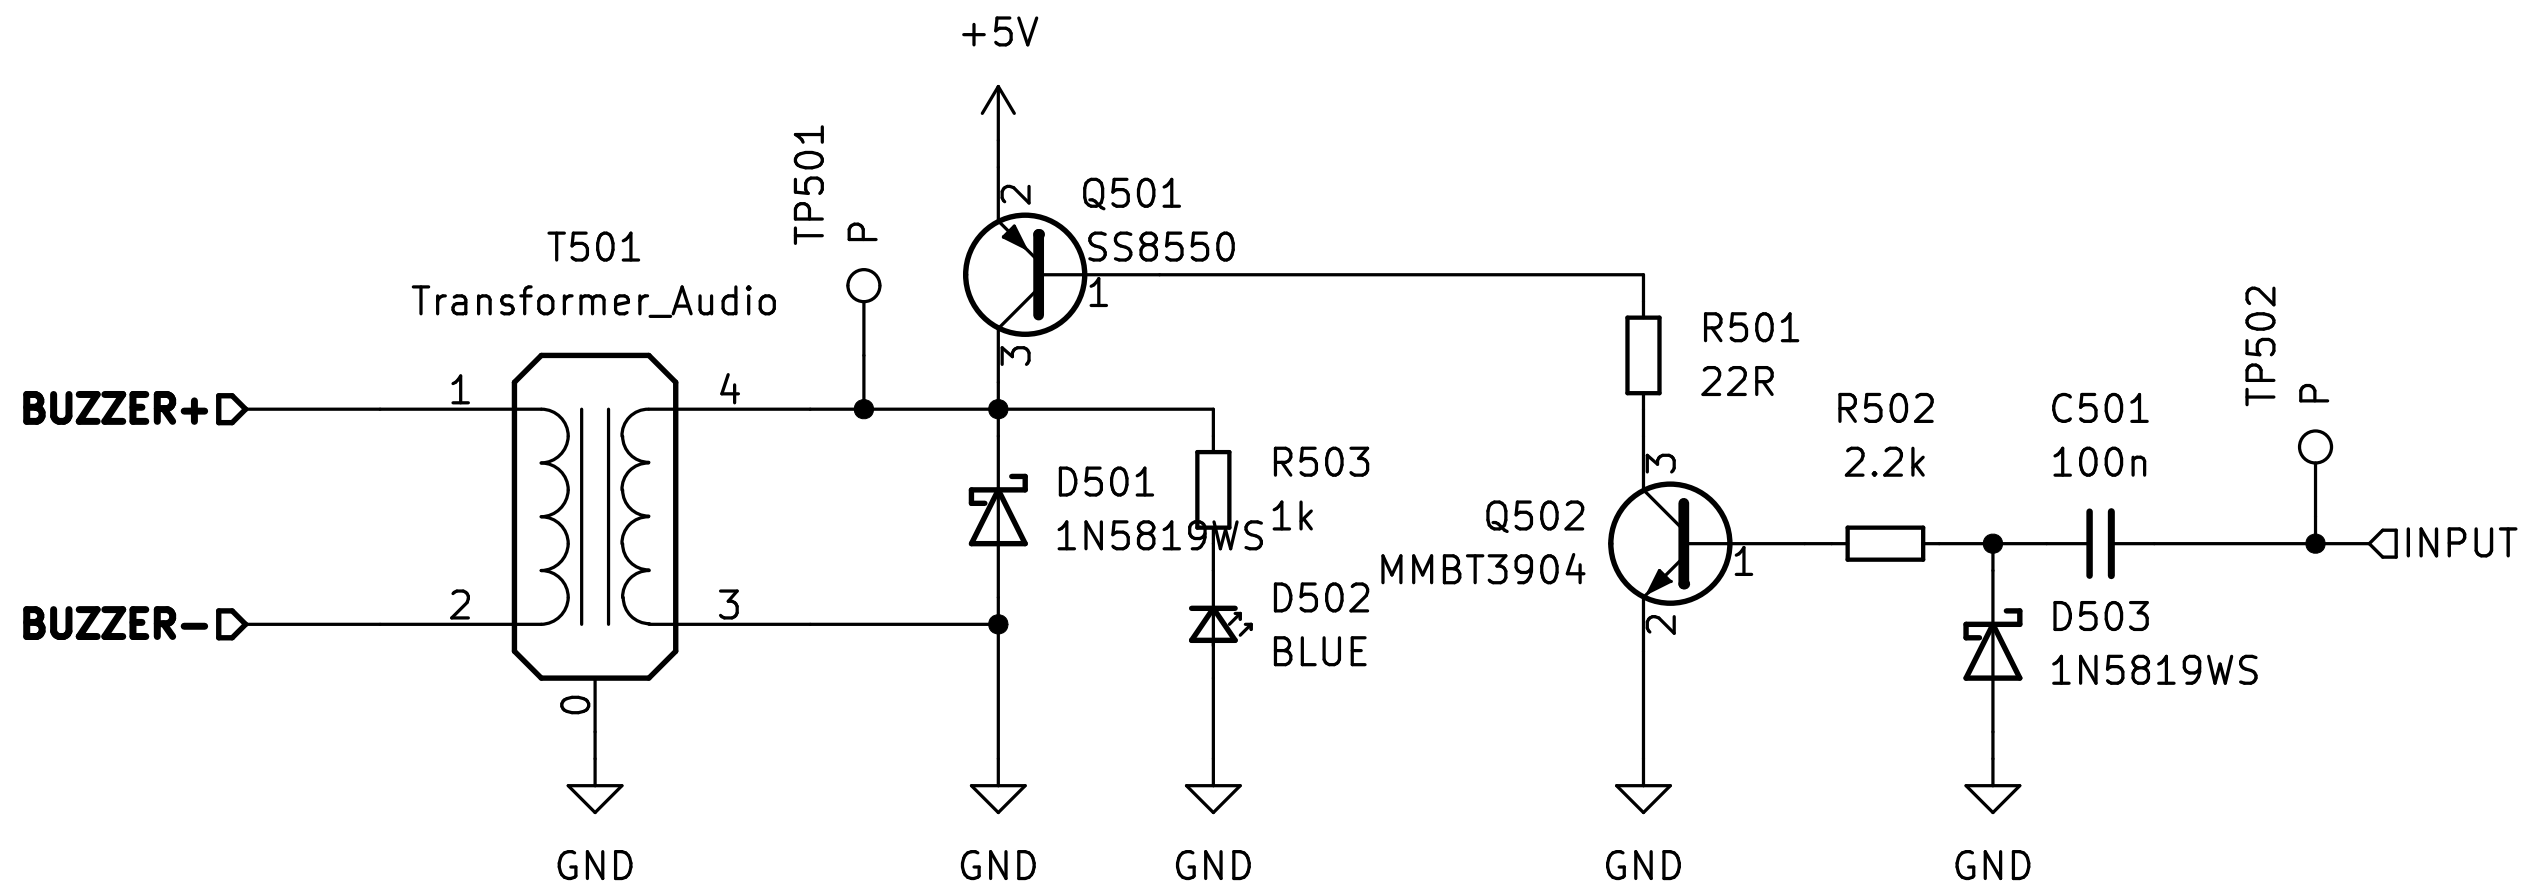 +5V
TP501
P
2
Q501
SS8550
1
3
T501
Transformer_Audio
BUZZER+
1
4
BUZZER-
2
3
0
GND
D501
1N5819WS
GND
R503
1k
D502
BLUE
GND
R501
22R
3
Q502
MMBT3904
1
2
GND
R502
2.2k
C501
100n
TP502
P
INPUT
D503
1N5819WS
GND